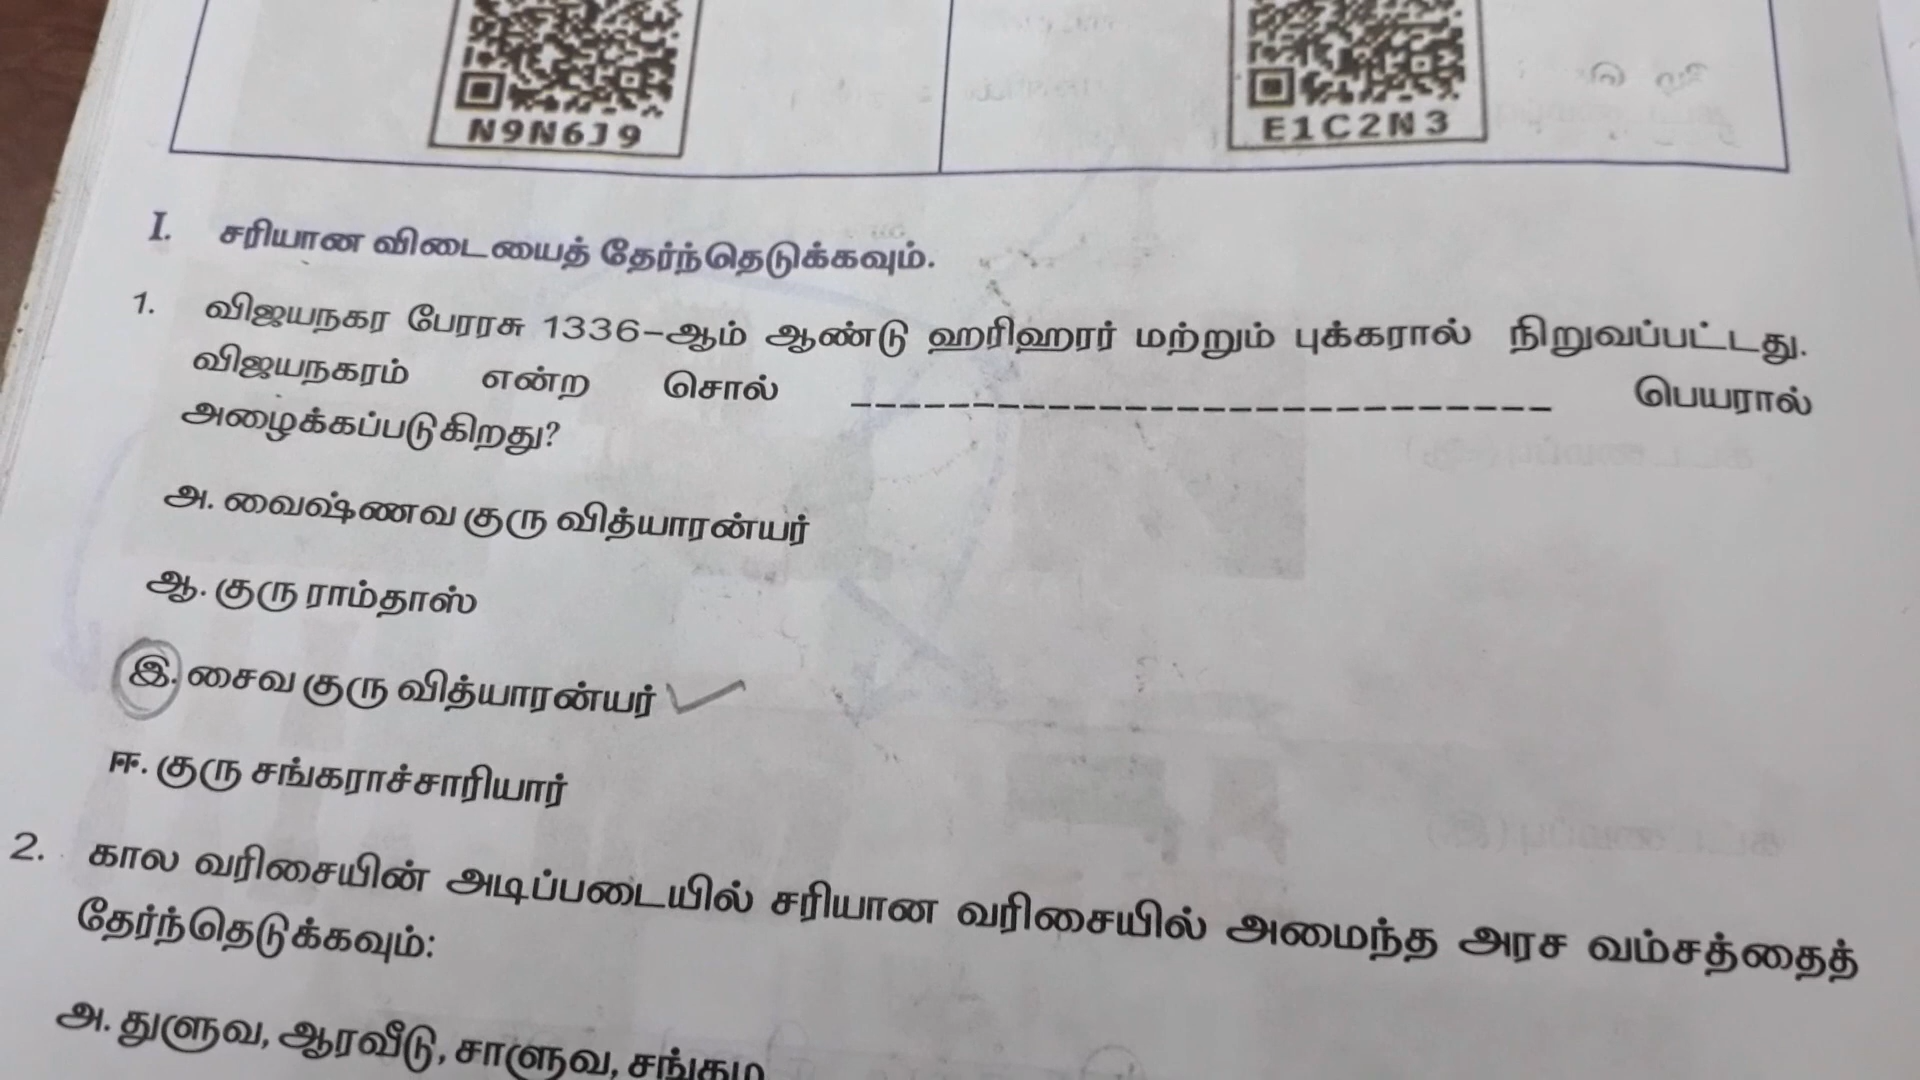 N9N6J9
E1C2N3
I. சரியான விடையைத் தேர்ந்தெடுக்கவும்.
1. விஜயநகர பேரரசு 1336-ஆம் ஆண்டு ஹரிஹரர் மற்றும் புக்கரால் நிறுவப்பட்டது.
விஜயநகரம் என்ற சொல் ____________________________ பெயரால்
அழைக்கப்படுகிறது?
அ. வைஷ்ணவ குரு வித்யாரன்யர்
ஆ. குரு ராம்தாஸ்
இ. சைவ குரு வித்யாரன்யர்
ஈ. குரு சங்கராச்சாரியார்
2. கால வரிசையின் அடிப்படையில் சரியான வரிசையில் அமைந்த அரச வம்சத்தைத்
தேர்ந்தெடுக்கவும்:
அ. துளுவ, ஆரவீடு, சாளுவ, சங்கம